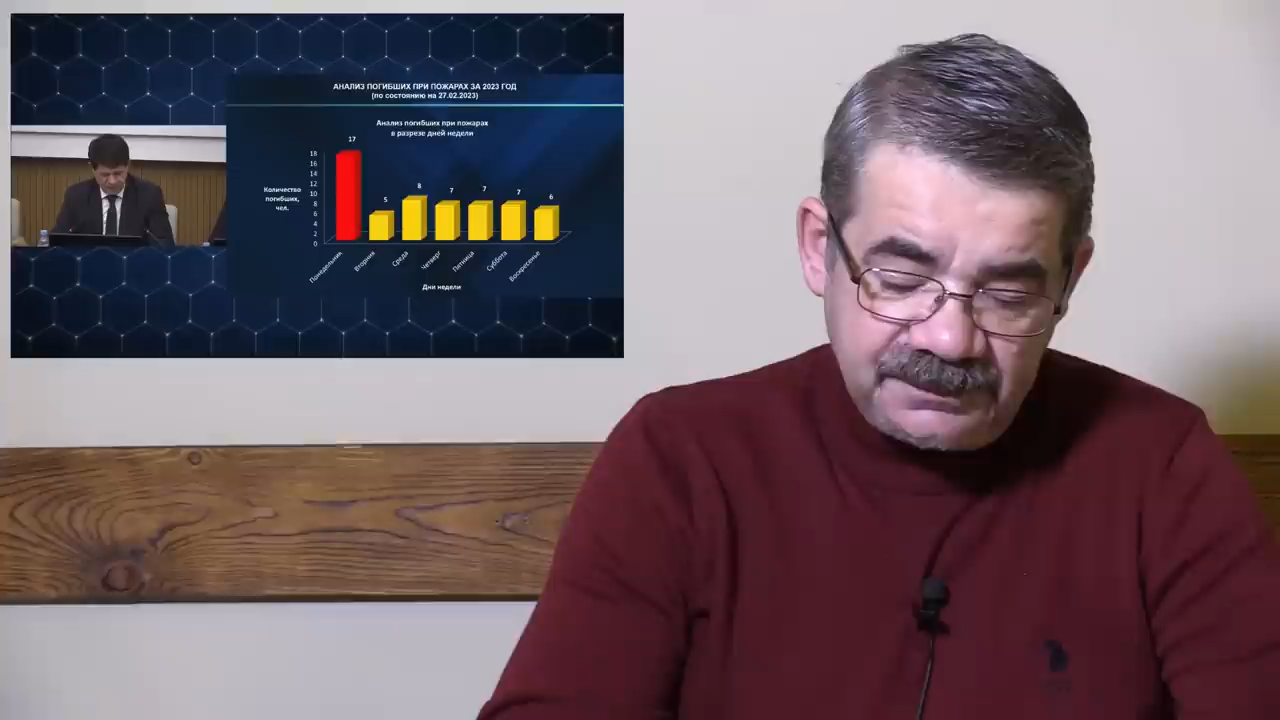 АНАЛИЗ ПОГИБШИХ ПРИ ПОЖАРАХ ЗА 2023 ГОД
(по состоянию на 27.02.2023)
Анализ погибших при пожарах
в разрезе дней недели
Количество
погибших,
чел.
18
16
14
12
10
8
6
4
2
0
17
5
8
7
7
7
6
Понедельник
Вторник
Среда
Четверг
Пятница
Суббота
Воскресенье
Дни недели